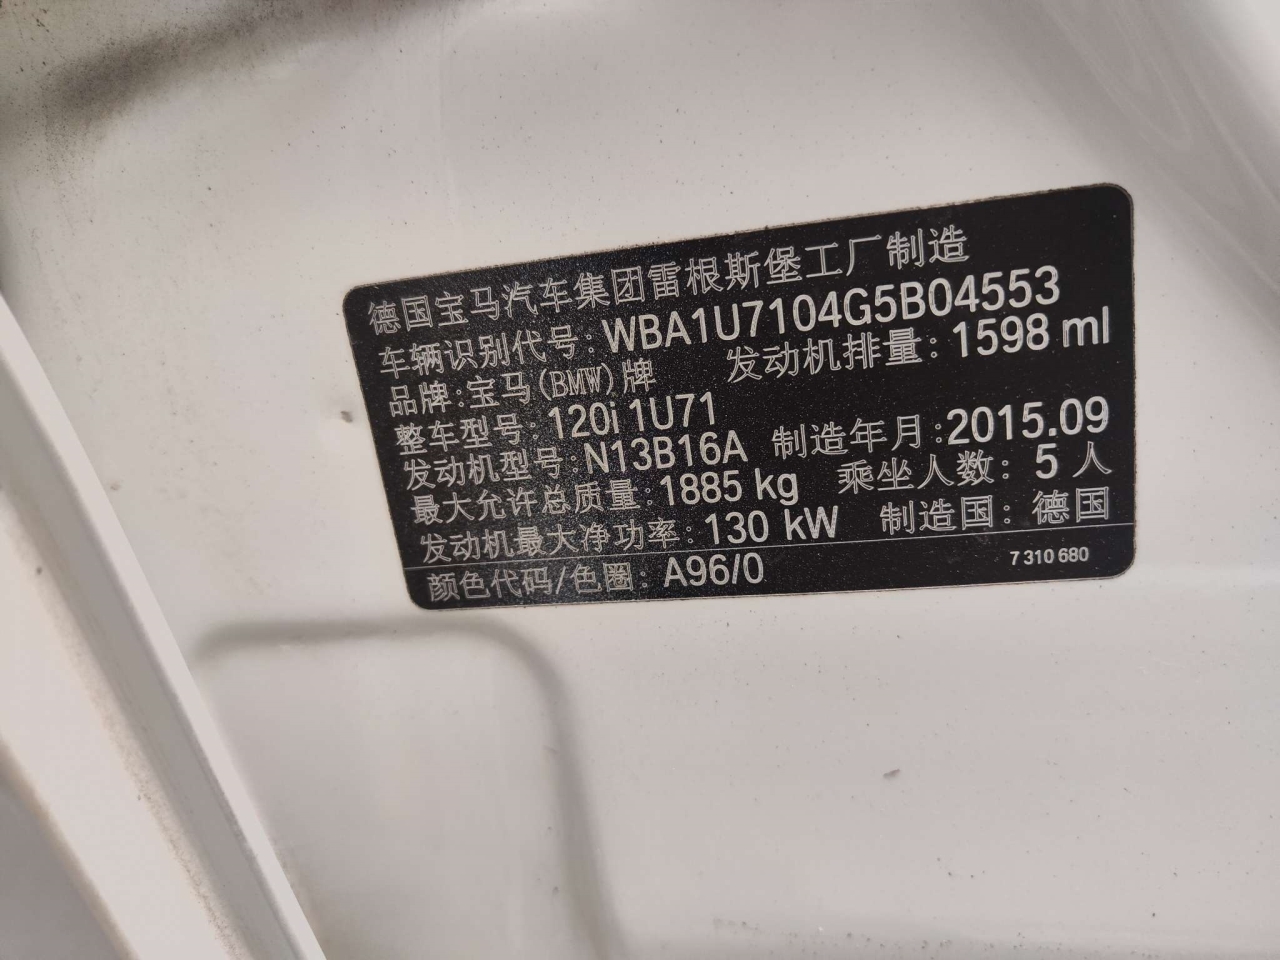 德国宝马汽车集团雷根斯堡工厂制造
车辆识别代号: WBA1U7104G5B04553
品牌:宝马(BMW)牌 发动机排量: 1598 ml
整车型号: 120i 1U71
发动机型号: N13B16A 制造年月:2015.09
最大允许总质量: 1885 kg 乘坐人数: 5 人
发动机最大净功率: 130 kW 制造国: 德国
颜色代码/色圈: A96/0 7 310 680